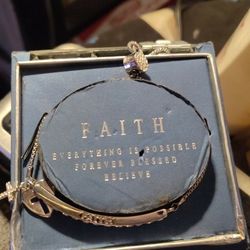 FAITH
EVERYTHING IS POSSIBLE
FOREVER BLESSED
BELIEVE